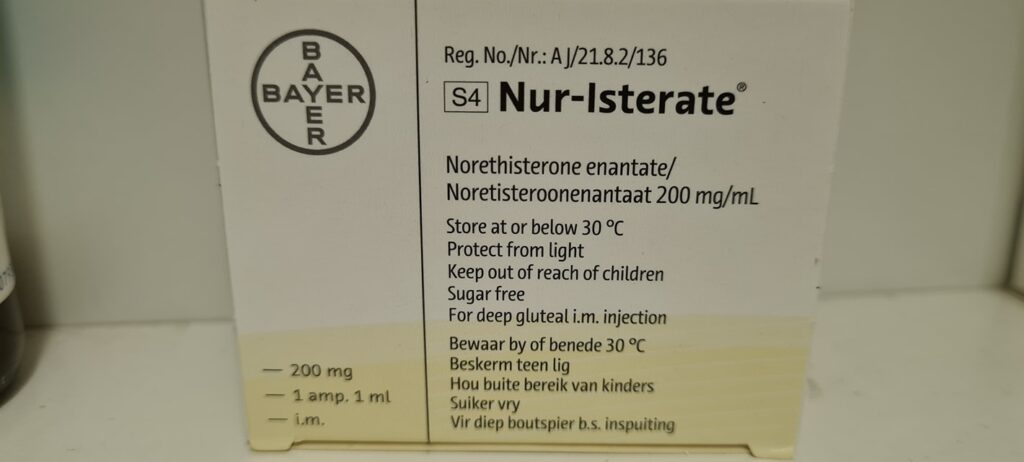 BAYER
BAYER
— 200 mg
— 1 amp. 1 ml
— i.m.
Reg. No./Nr.: A J/21.8.2/136
S4 Nur-Isterate®
Norethisterone enantate/
Noretisteroonenantaat 200 mg/mL
Store at or below 30 ºC
Protect from light
Keep out of reach of children
Sugar free
For deep gluteal i.m. injection
Bewaar by of benede 30 ºC
Beskerm teen lig
Hou buite bereik van kinders
Suiker vry
Vir diep boutspier b.s. inspuiting